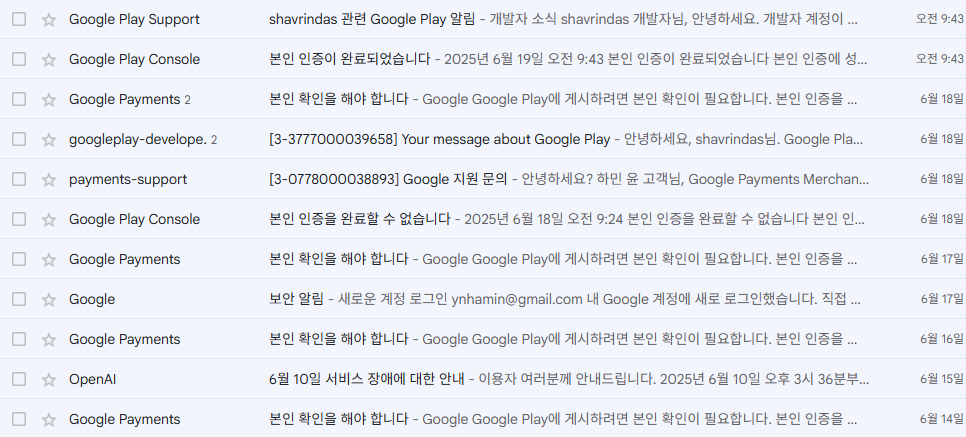 Google Play Support shavrindas 관련 Google Play 알림 - 개발자 소식 shavrindas 개발자님, 안녕하세요. 개발자 계정이 ... 오전 9:43
Google Play Console 본인 인증이 완료되었습니다 - 2025년 6월 19일 오전 9:43 본인 인증이 완료되었습니다 본인 인증에 성... 오전 9:43
Google Payments 2 본인 확인을 해야 합니다 - Google Google Play에 게시하려면 본인 확인이 필요합니다. 본인 인증을 ... 6월 18일
googleplay-develope. 2 [3-3777000039658] Your message about Google Play - 안녕하세요, shavrindas님. Google Pla... 6월 18일
payments-support [3-0778000038893] Google 지원 문의 - 안녕하세요? 하민 윤 고객님, Google Payments Merchan... 6월 18일
Google Play Console 본인 인증을 완료할 수 없습니다 - 2025년 6월 18일 오전 9:24 본인 인증을 완료할 수 없습니다 본인 인... 6월 18일
Google Payments 본인 확인을 해야 합니다 - Google Google Play에 게시하려면 본인 확인이 필요합니다. 본인 인증을 ... 6월 17일
Google 보안 알림 - 새로운 계정 로그인 ynhamin@gmail.com 내 Google 계정에 새로 로그인했습니다. 직접 ... 6월 17일
Google Payments 본인 확인을 해야 합니다 - Google Google Play에 게시하려면 본인 확인이 필요합니다. 본인 인증을 ... 6월 16일
OpenAI 6월 10일 서비스 장애에 대한 안내 - 이용자 여러분께 안내드립니다. 2025년 6월 10일 오후 3시 36분부... 6월 15일
Google Payments 본인 확인을 해야 합니다 - Google Google Play에 게시하려면 본인 확인이 필요합니다. 본인 인증을 ... 6월 14일